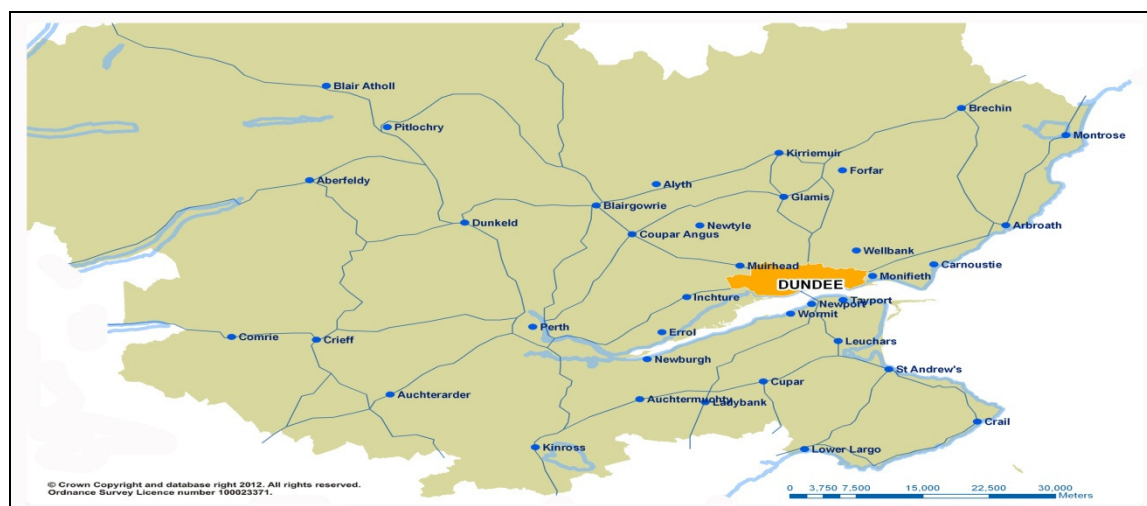 Blair Atholl
Brechin
Pitlochry
Montrose
Kirriemuir
Forfar
Aberfeldy
Alyth
Glamis
Blairgowrie
Dunkeld
Newtyle
Arbroath
Coupar Angus
Wellbank
Muirhead
Carnoustie
Monifieth
DUNDEE
Inchture
Tayport
Newport
Wormit
Perth
Errol
Comrie
Crieff
Leuchars
Newburgh
St Andrew's
Cupar
Auchterarder
Auchtermuchty
Ladybank
Crail
Kinross
Lower Largo
© Crown Copyright and database right 2012. All rights reserved.
Ordnance Survey Licence number 100023371.
0 3,750 7,500 15,000 22,500 30,000
Meters